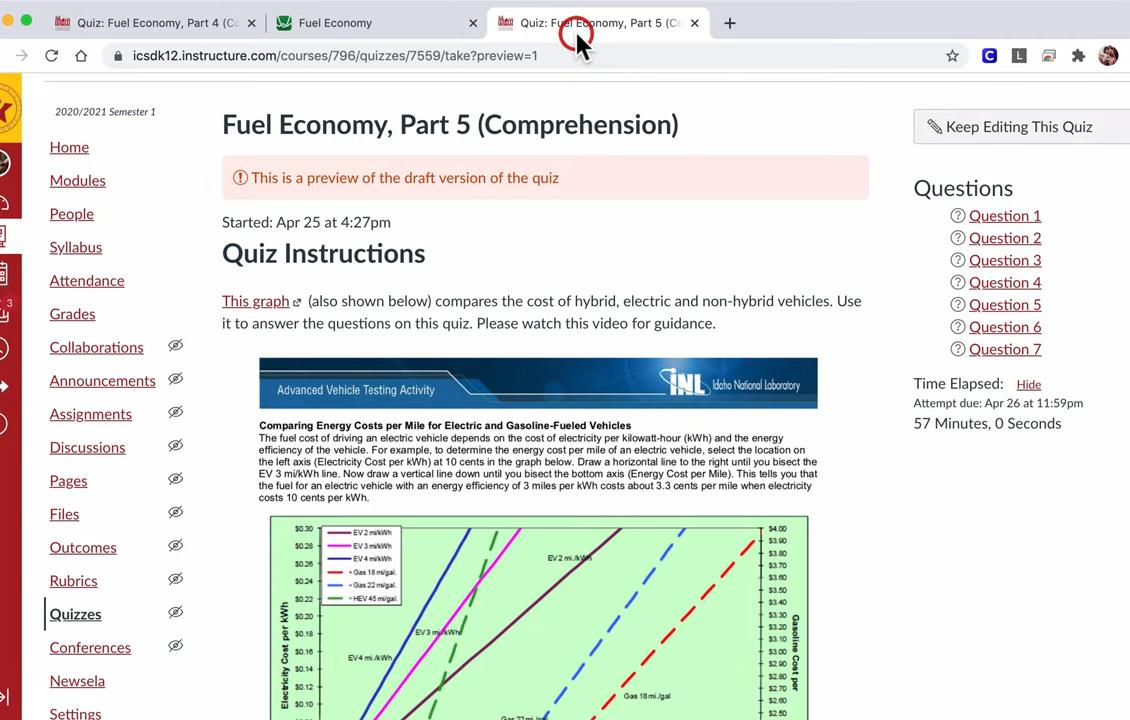 Quiz: Fuel Economy, Part 4 (Co
Fuel Economy
Quiz: Fuel Economy, Part 5 (Co
icsdk12.instructure.com/courses/796/quizzes/7559/take?preview=1
2020/2021 Semester 1
Home
Modules
People
Syllabus
Attendance
Grades
Collaborations
Announcements
Assignments
Discussions
Pages
Files
Outcomes
Rubrics
Quizzes
Conferences
Newsela
Settings
3
Fuel Economy, Part 5 (Comprehension)
This is a preview of the draft version of the quiz
Started: Apr 25 at 4:27pm
Quiz Instructions
This graph (also shown below) compares the cost of hybrid, electric and non-hybrid vehicles. Use
it to answer the questions on this quiz. Please watch this video for guidance.
Advanced Vehicle Testing Activity
INL Idaho National Laboratory
Comparing Energy Costs per Mile for Electric and Gasoline-Fueled Vehicles
The fuel cost of driving an electric vehicle depends on the cost of electricity per kilowatt-hour (kWh) and the energy
efficiency of the vehicle. For example, to determine the energy cost per mile of an electric vehicle, select the location on
the left axis (Electricity Cost per kWh) at 10 cents in the graph below. Draw a horizontal line to the right until you bisect the
EV 3 mi/kWh line. Now draw a vertical line down until you bisect the bottom axis (Energy Cost per Mile). This tells you that
the fuel for an electric vehicle with an energy efficiency of 3 miles per kWh costs about 3.3 cents per mile when electricity
costs 10 cents per kWh.
$0.30
$0.28
$0.26
$0.24
$0.22
$0.20
$0.18
$0.16
$0.14
$0.12
$0.10
Electricity Cost per kWh
EV 2 mi/kWh
EV 3 mi/kWh
EV 4 mi/kWh
Gas 18 mi/gal.
Gas 22 mi/gal.
HEV 45 mi/gal.
EV 2 mi./kWh
EV 3 mi/kWh
EV 4 mi./kWh
Gas 18 mi./gal
Gas 22 mi./
$4.00
$3.90
$3.80
$3.70
$3.60
$3.50
$3.40
$3.30
$3.20
$3.10
$3.00
$2.90
$2.80
$2.70
$2.60
$2.50
Gasoline Cost per
Keep Editing This Quiz
Questions
Question 1
Question 2
Question 3
Question 4
Question 5
Question 6
Question 7
Time Elapsed: Hide
Attempt due: Apr 26 at 11:59pm
57 Minutes, 0 Seconds